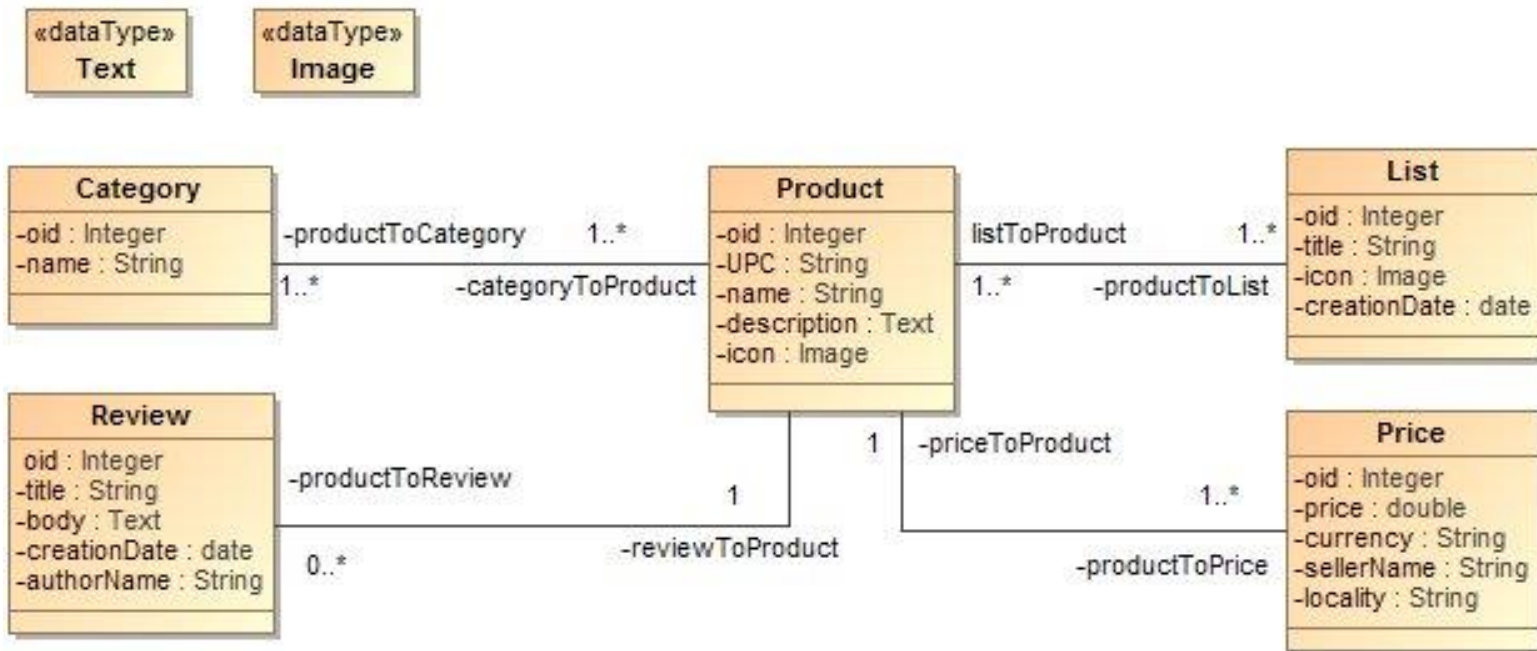 «dataType»
Text
«dataType»
Image
Category
-oid : Integer
-name : String
-productToCategory
1..*
1..*
-categoryToProduct
Product
-oid : Integer
-UPC : String
-name : String
-description : Text
-icon : Image
listToProduct
1..*
1..*
-productToList
List
-oid : Integer
-title : String
-icon : Image
-creationDate : date
Review
oid : Integer
-title : String
-body : Text
-creationDate : date
-authorName : String
-productToReview
0..*
1
-reviewToProduct
1
-priceToProduct
1..*
-productToPrice
Price
-oid : Integer
-price : double
-currency : String
-sellerName : String
-locality : String